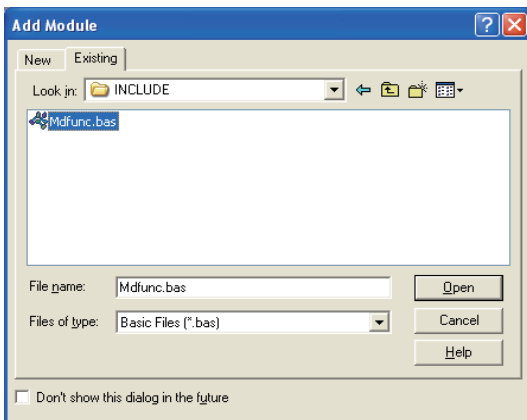 Add Module
New Existing
Look in: INCLUDE
Mdfunc.bas
File name: Mdfunc.bas Open
Files of type: Basic Files (*.bas) Cancel
Help
Don't show this dialog in the future